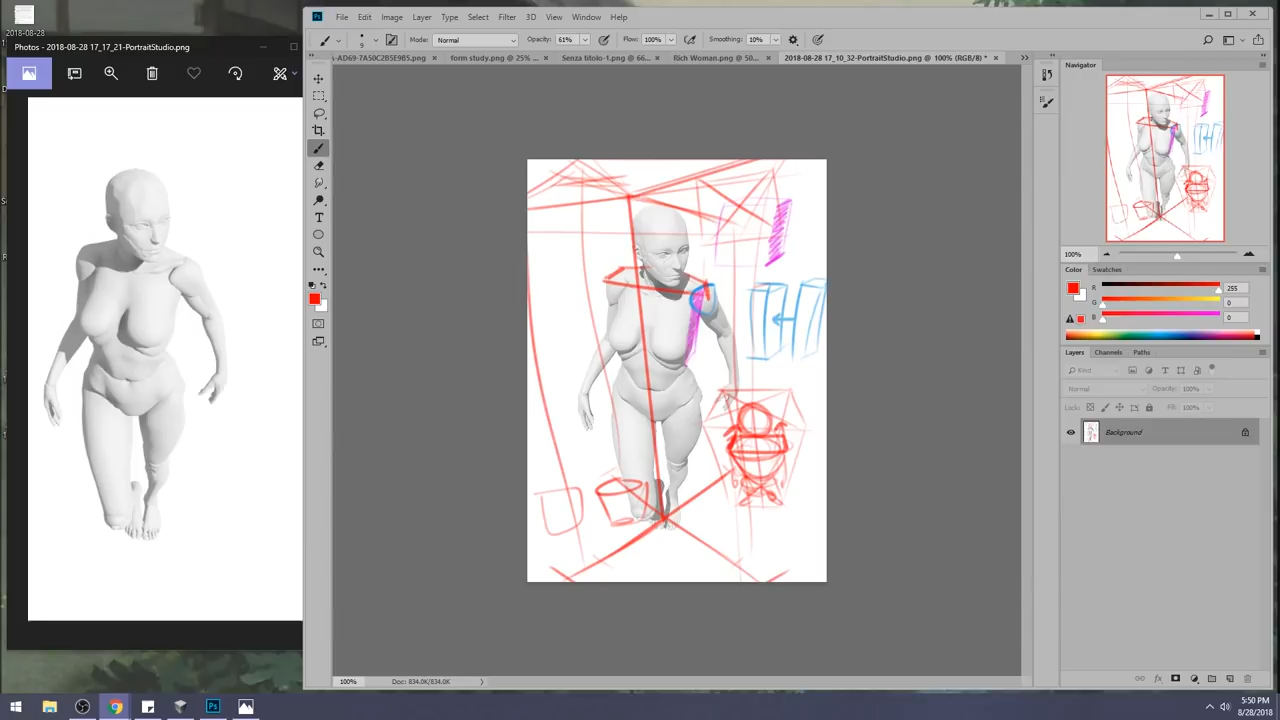 2018-08-28
Photos - 2018-08-28 17_17_21-PortraitStudio.png
Ps
File
Edit
Image
Layer
Type
Select
Filter
3D
View
Window
Help
9
Mode:
Normal
Opacity:
61%
Flow:
100%
Smoothing:
10%
-AD69-7A50C2B5E9B5.png
form study.png @ 25% ...
Senza titolo-1.png @ 66...
Rich Woman.png @ 50...
2018-08-28 17_10_32-PortraitStudio.png @ 100% (RGB/8) *
Navigator
100%
Color
Swatches
R
255
G
0
B
0
Layers
Channels
Paths
Kind
Normal
Opacity:
100%
Lock:
Fill:
100%
Background
100%
Doc: 834.0K/834.0K
Ps
5:50 PM
8/28/2018